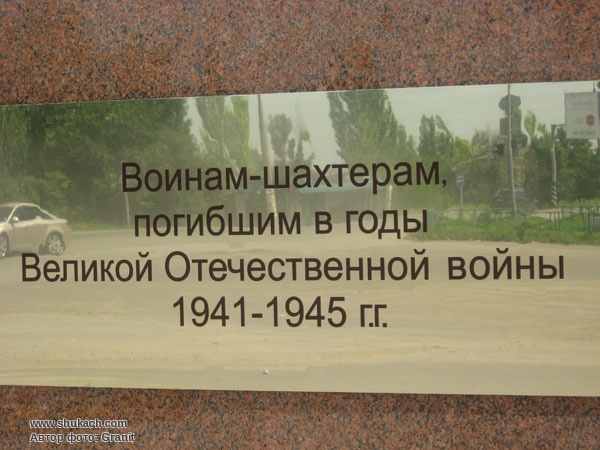 Воинам-шахтерам,
погибшим в годы
Великой Отечественной войны
1941-1945 г.г.
www.shukach.com
Автор фото: Granit